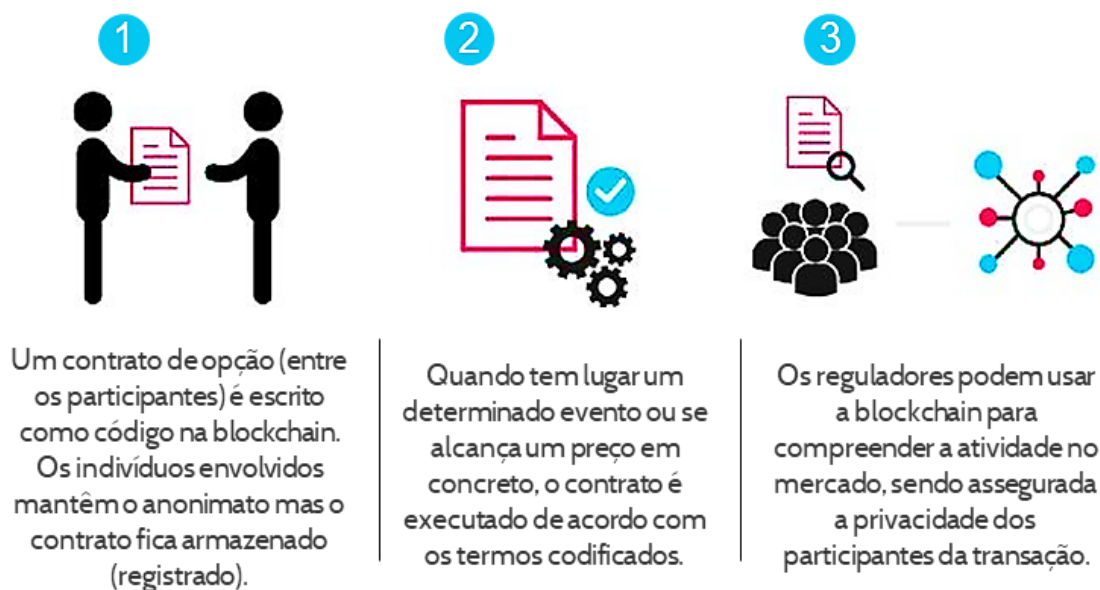 1
Um contrato de opção (entre
os participantes) é escrito
como código na blockchain.
Os indivíduos envolvidos
mantêm o anonimato mas o
contrato fica armazenado
(registrado).
2
Quando tem lugar um
determinado evento ou se
alcança um preço em
concreto, o contrato é
executado de acordo com
os termos codificados.
3
Os reguladores podem usar
a blockchain para
compreender a atividade no
mercado, sendo assegurada
a privacidade dos
participantes da transação.